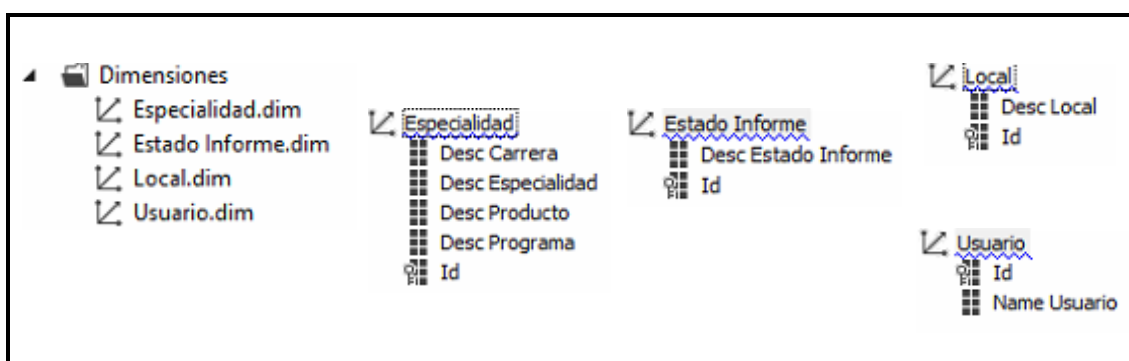 Dimensiones
Especialidad.dim
Estado Informe.dim
Local.dim
Usuario.dim
Especialidad
Desc Carrera
Desc Especialidad
Desc Producto
Desc Programa
Id
Estado Informe
Desc Estado Informe
Id
Local
Desc Local
Id
Usuario
Id
Name Usuario